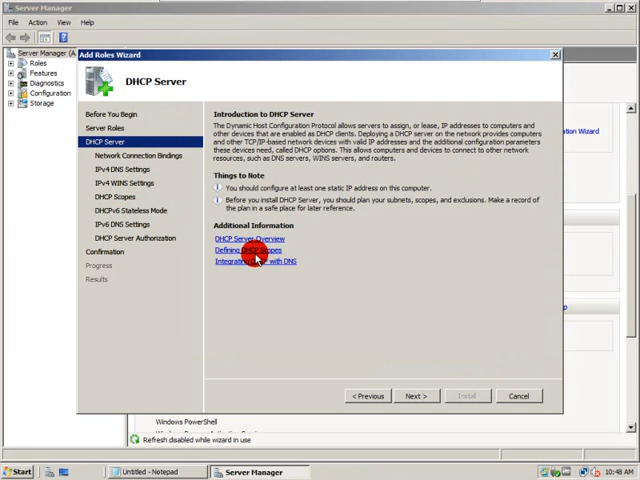 Server Manager
File Action View Help
Server Manager (A
Roles
Features
Diagnostics
Configuration
Storage
Add Roles Wizard
DHCP Server
Before You Begin
Server Roles
DHCP Server
Network Connection Bindings
IPv4 DNS Settings
IPv4 WINS Settings
DHCP Scopes
DHCPv6 Stateless Mode
IPv6 DNS Settings
DHCP Server Authorization
Confirmation
Progress
Results
Introduction to DHCP Server
The Dynamic Host Configuration Protocol allows servers to assign, or lease, IP addresses to computers and
other devices that are enabled as DHCP clients. Deploying a DHCP server on the network provides computers
and other TCP/IP-based network devices with valid IP addresses and the additional configuration parameters
these devices need, called DHCP options. This allows computers and devices to connect to other network
resources, such as DNS servers, WINS servers, and routers.
Things to Note
You should configure at least one static IP address on this computer.
Before you install DHCP Server, you should plan your subnets, scopes, and exclusions. Make a record of
the plan in a safe place for later reference.
Additional Information
DHCP Server Overview
Defining DHCP Scopes
Integrating with DNS
< Previous Next > Install Cancel
ation Wizard
lp
Windows PowerShell
Refresh disabled while wizard in use
Start
Untitled - Notepad
Server Manager
10:48 AM